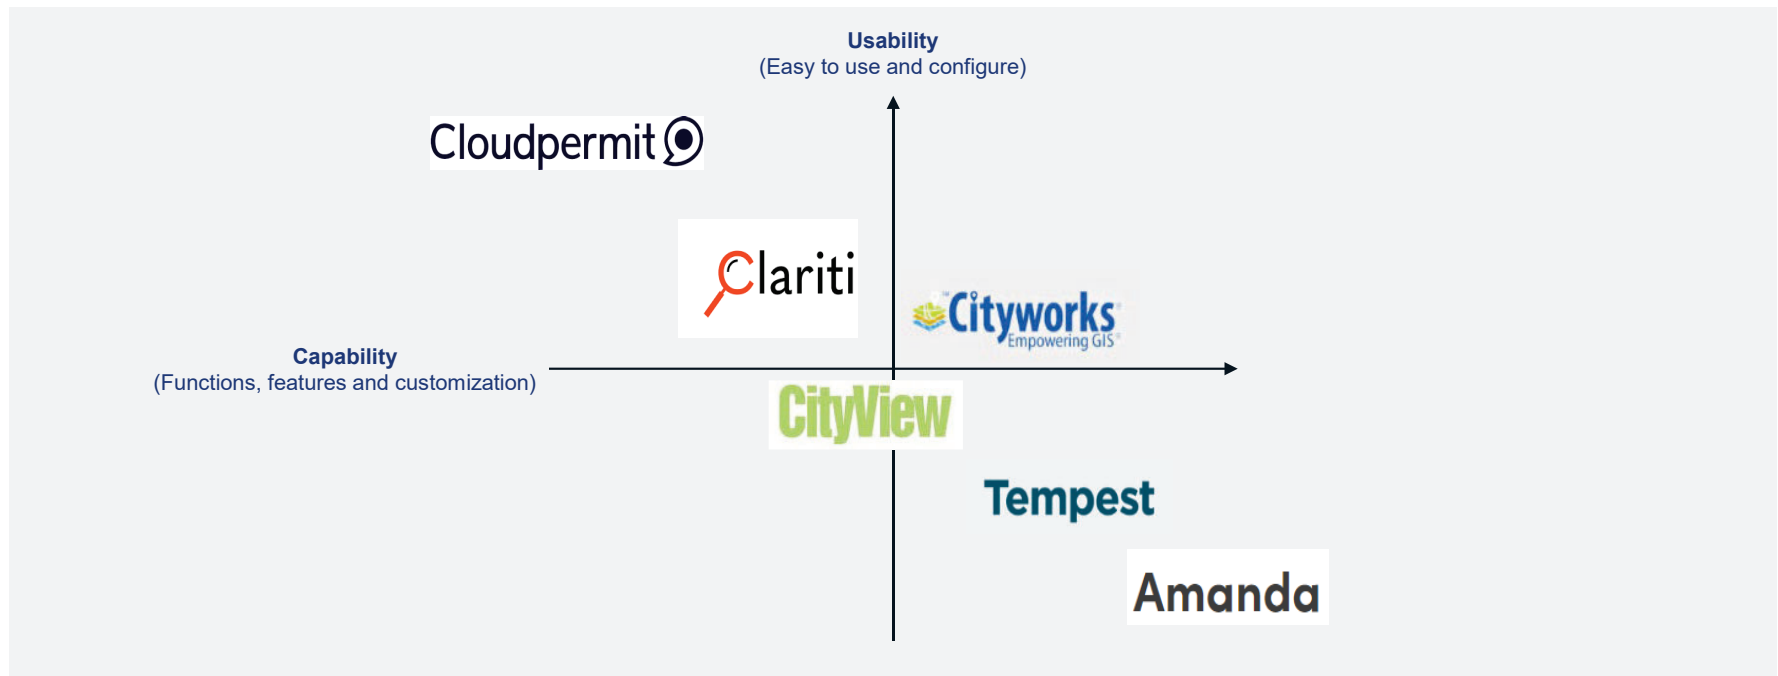 Usability
(Easy to use and configure)
Cloudpermit
Clariti
Cityworks
Empowering GIS
Capability
(Functions, features and customization)
CityView
Tempest
Amanda